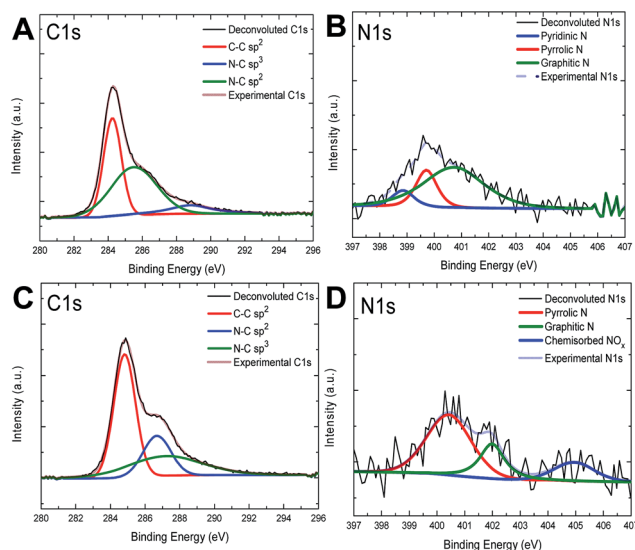 A
C1s
Deconvoluted C1s
C-C sp²
N-C sp³
N-C sp²
Experimental C1s
Intensity (a.u.)
280 282 284 286 288 290 292 294 296
Binding Energy (eV)
B
N1s
Deconvoluted N1s
Pyridinic N
Pyrrolic N
Graphitic N
Experimental N1s
Intensity (a.u.)
397 398 399 400 401 402 403 404 405 406 407
Binding Energy (eV)
C
C1s
Deconvoluted C1s
C-C sp²
N-C sp²
N-C sp³
Experimental C1s
Intensity (a.u.)
280 282 284 286 288 290 292 294 296
Binding Energy (eV)
D
N1s
Deconvoluted N1s
Pyrrolic N
Graphitic N
Chemisorbed NOₓ
Experimental N1s
Intensity (a.u.)
397 398 399 400 401 402 403 404 405 406 407
Binding Energy (eV)